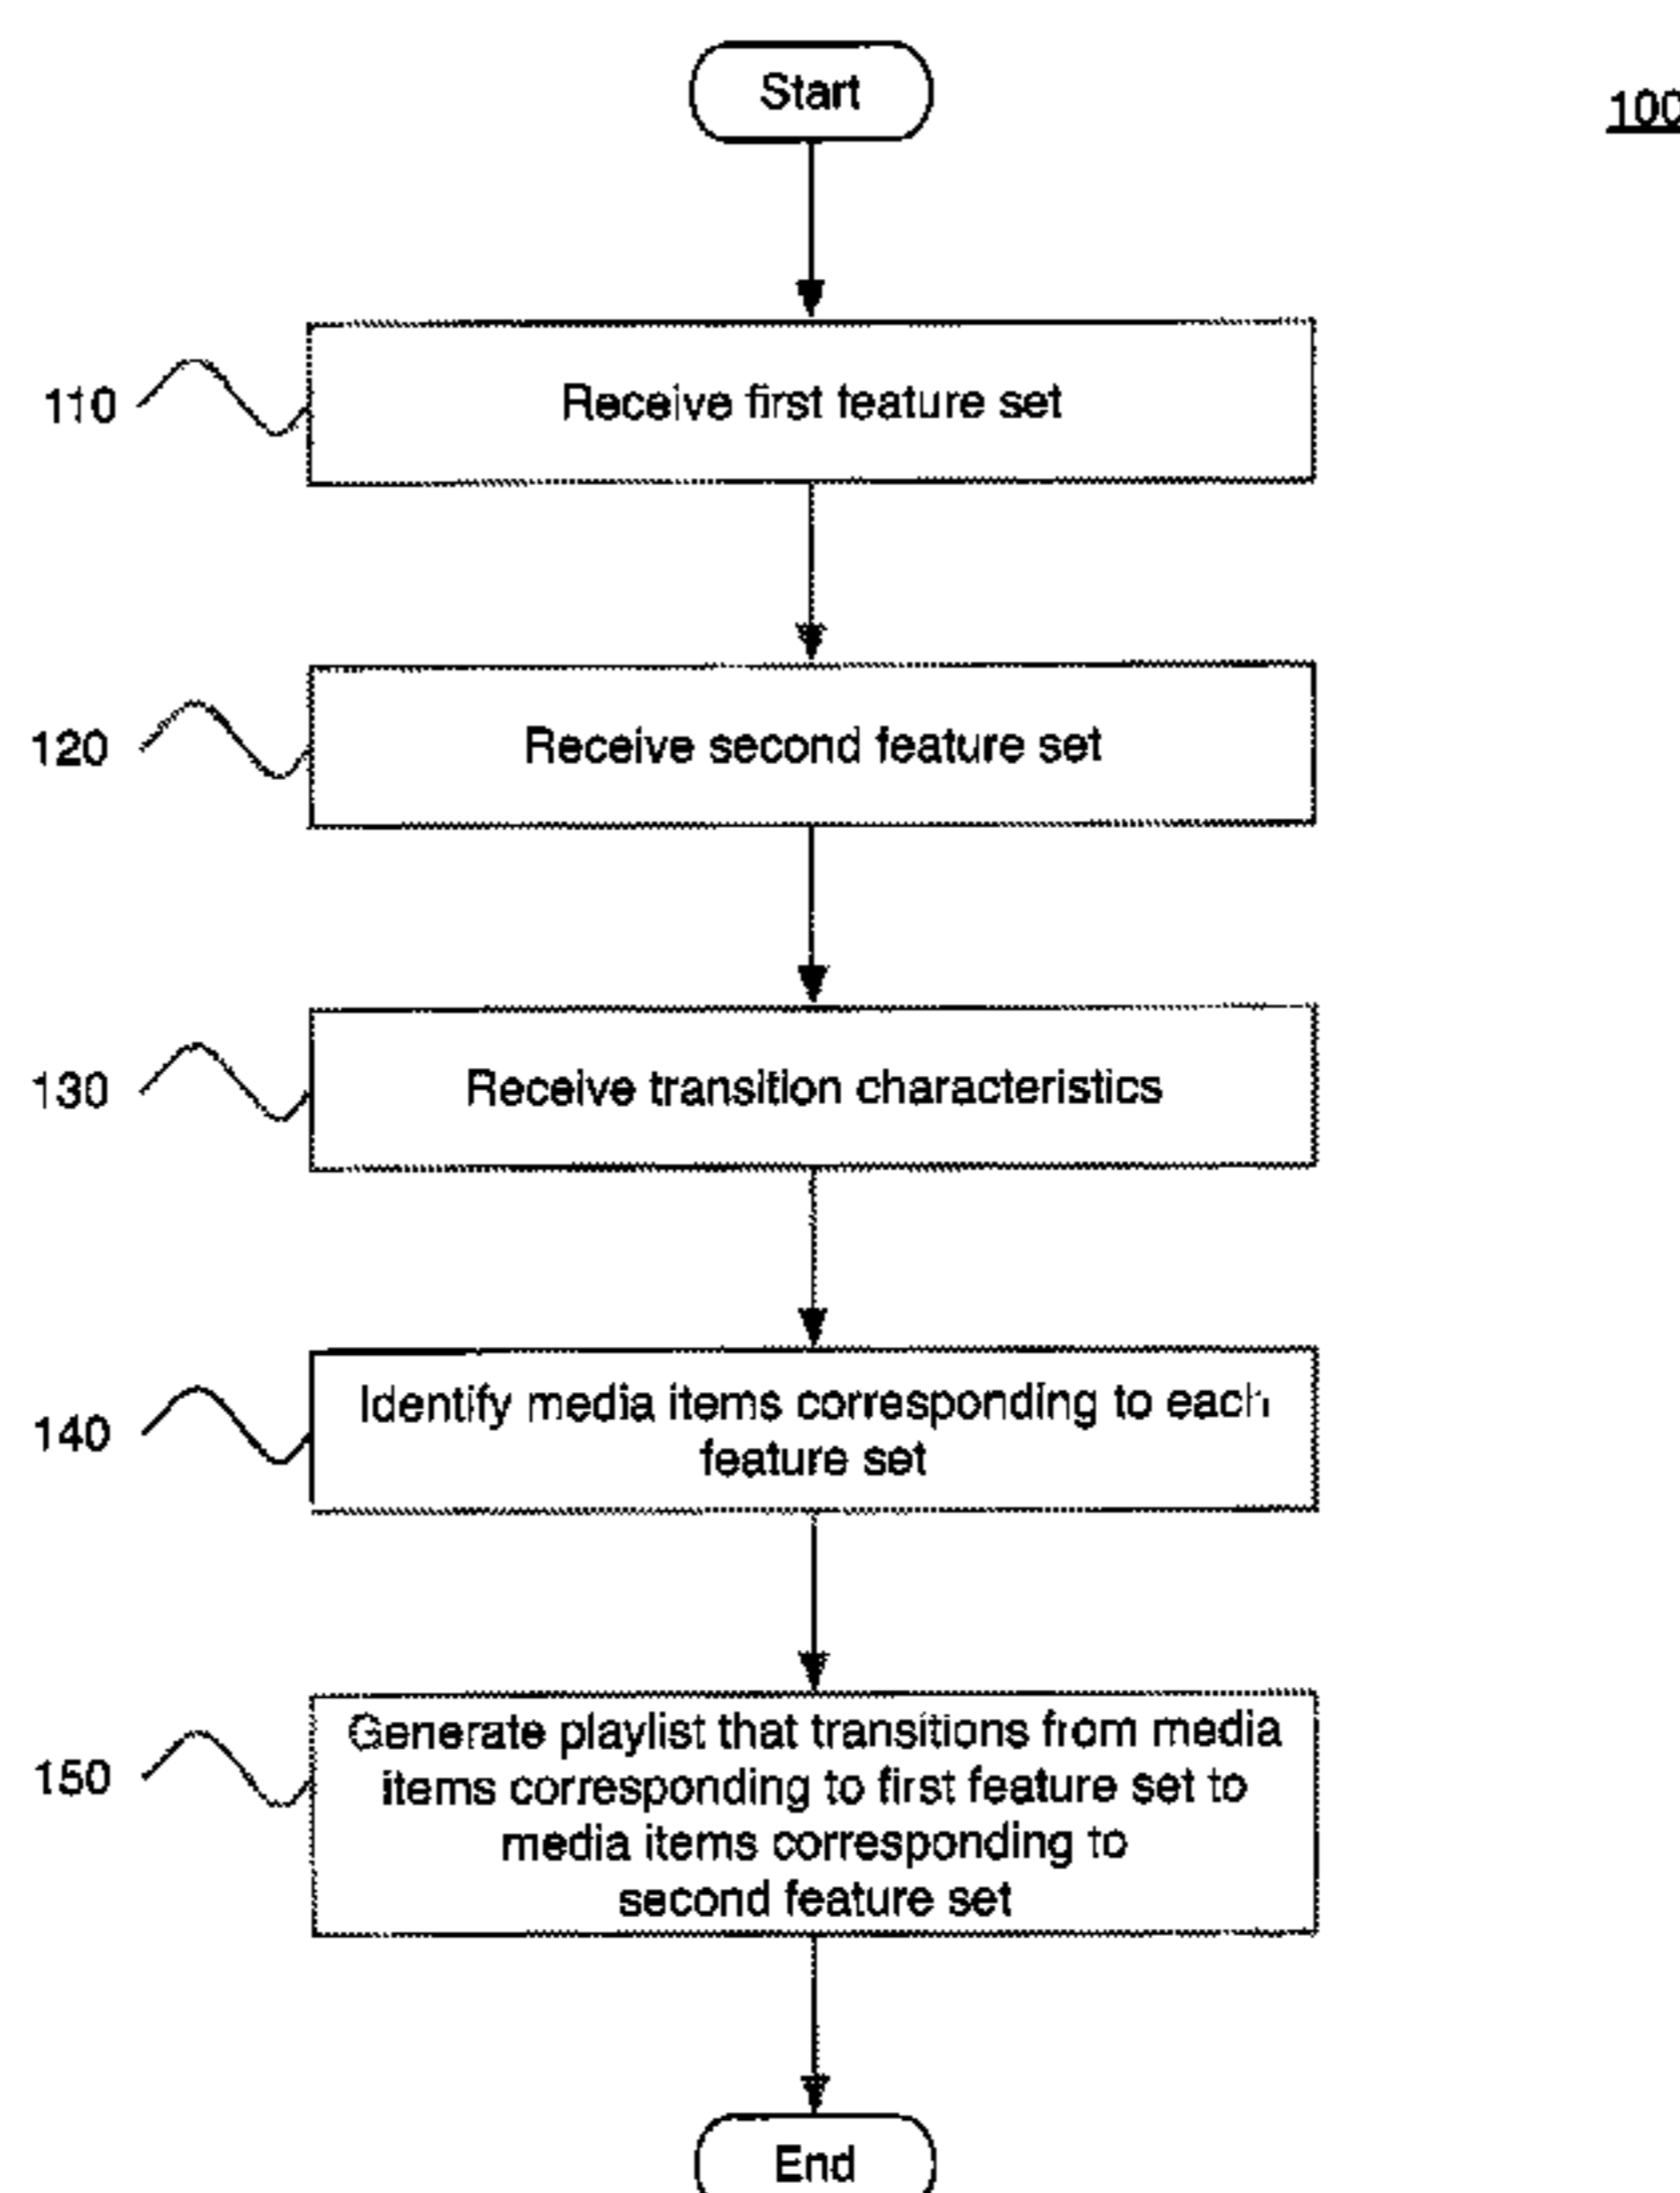 Start
100
110
Receive first feature set
120
Receive second feature set
130
Receive transition characteristics
140
Identify media items corresponding to each
feature set
150
Generate playlist that transitions from media
items corresponding to first feature set to
media items corresponding to
second feature set
End